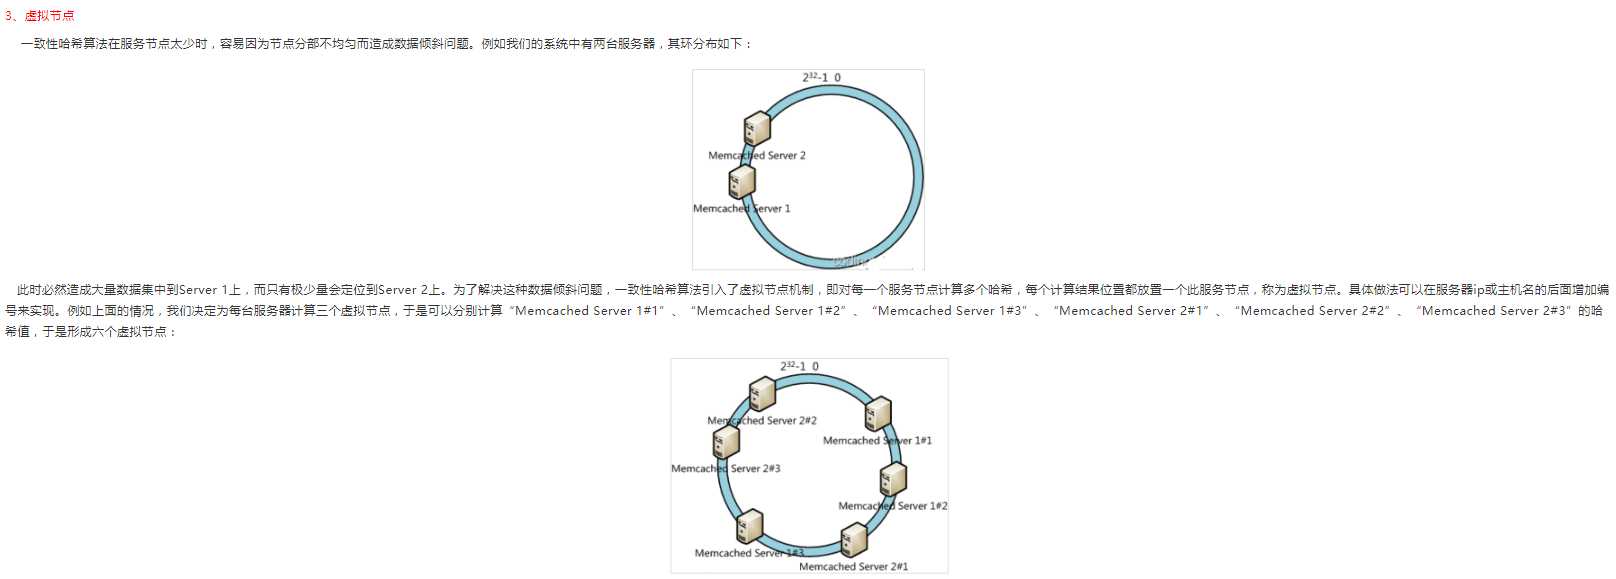 3、虚拟节点
一致性哈希算法在服务节点太少时，容易因为节点分部不均匀而造成数据倾斜问题。例如我们的系统中有两台服务器，其环分布如下：
2³²-1 0
Memcached Server 2
Memcached Server 1
此时必然造成大量数据集中到Server 1上，而只有极少量会定位到Server 2上。为了解决这种数据倾斜问题，一致性哈希算法引入了虚拟节点机制，即对每一个服务节点计算多个哈希，每个计算结果位置都放置一个此服务节点，称为虚拟节点。具体做法可以在服务器ip或主机名的后面增加编
号来实现。例如上面的情况，我们决定为每台服务器计算三个虚拟节点，于是可以分别计算“Memcached Server 1#1”、“Memcached Server 1#2”、“Memcached Server 1#3”、“Memcached Server 2#1”、“Memcached Server 2#2”、“Memcached Server 2#3”的哈
希值，于是形成六个虚拟节点：
2³²-1 0
Memcached Server 2#2
Memcached Server 1#1
Memcached Server 2#3
Memcached Server 1#2
Memcached Server 1#3
Memcached Server 2#1